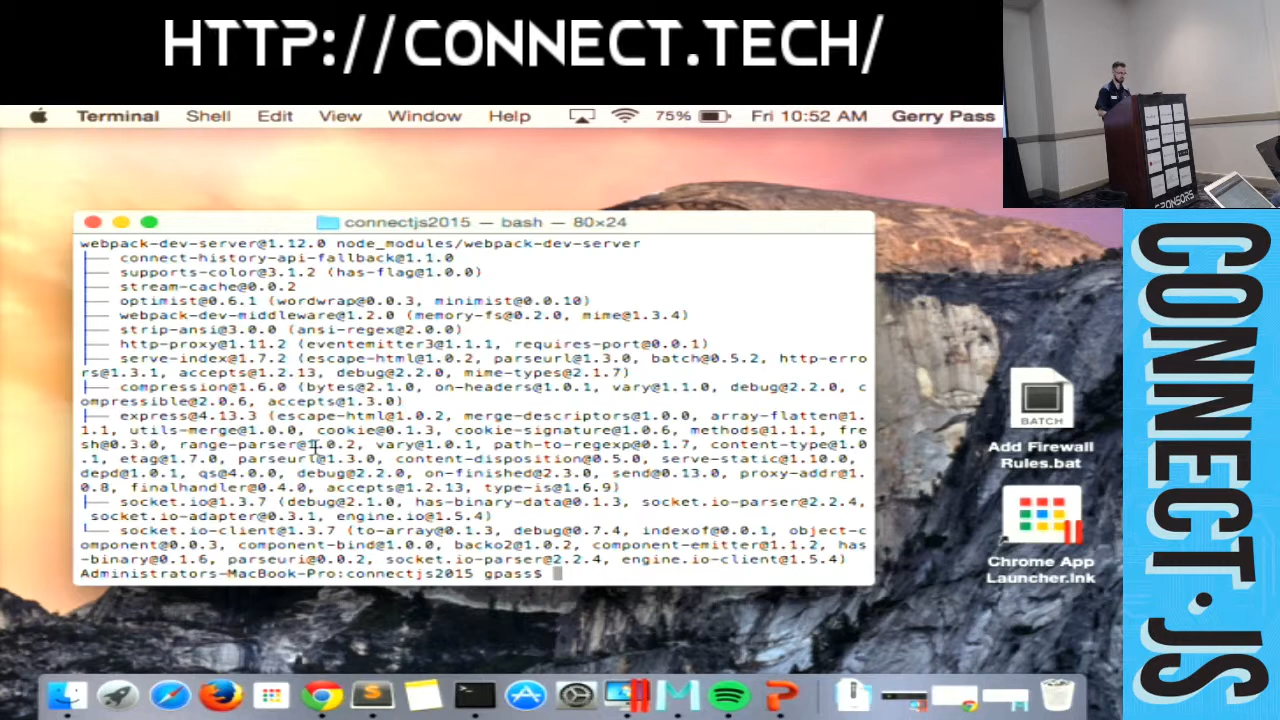 HTTP://CONNECT.TECH/
Terminal Shell Edit View Window Help 75% Fri 10:52 AM Gerry Pass
connectjs2015 — bash — 80×24
webpack-dev-server@1.12.0 node_modules/webpack-dev-server
├── connect-history-api-fallback@1.1.0
├── supports-color@3.1.2 (has-flag@1.0.0)
├── stream-cache@0.0.2
├── optimist@0.6.1 (wordwrap@0.0.3, minimist@0.0.10)
├── webpack-dev-middleware@1.2.0 (memory-fs@0.2.0, mime@1.3.4)
├── strip-ansi@3.0.0 (ansi-regex@2.0.0)
├── http-proxy@1.11.2 (eventemitter3@1.1.1, requires-port@0.0.1)
├── serve-index@1.7.2 (escape-html@1.0.2, parseurl@1.3.0, batch@0.5.2, http-erro
rs@1.3.1, accepts@1.2.13, debug@2.2.0, mime-types@2.1.7)
├── compression@1.6.0 (bytes@2.1.0, on-headers@1.0.1, vary@1.1.0, debug@2.2.0, c
ompressible@2.0.6, accepts@1.3.0)
├── express@4.13.3 (escape-html@1.0.2, merge-descriptors@1.0.0, array-flatten@1.
1.1, utils-merge@1.0.0, cookie@0.1.3, cookie-signature@1.0.6, methods@1.1.1, fre
sh@0.3.0, range-parser@1.0.2, vary@1.0.1, path-to-regexp@0.1.7, content-type@1.0
.1, etag@1.7.0, parseurl@1.3.0, content-disposition@0.5.0, serve-static@1.10.0,
depd@1.0.1, qs@4.0.0, debug@2.2.0, on-finished@2.3.0, send@0.13.0, proxy-addr@1.
0.8, finalhandler@0.4.0, accepts@1.2.13, type-is@1.6.9)
├── socket.io@1.3.7 (debug@2.1.0, has-binary-data@0.1.3, socket.io-parser@2.2.4,
socket.io-adapter@0.3.1, engine.io@1.5.4)
└── socket.io-client@1.3.7 (to-array@0.1.3, debug@0.7.4, indexof@0.0.1, object-c
omponent@0.0.3, component-bind@1.0.0, backo2@1.0.2, component-emitter@1.1.2, has
-binary@0.1.6, parseuri@0.0.2, socket.io-parser@2.2.4, engine.io-client@1.5.4)
Administrators-MacBook-Pro:connectjs2015 gpass$
BATCH
Add Firewall
Rules.bat
Chrome App
Launcher.lnk
SPONSORS
CONNECT·JS